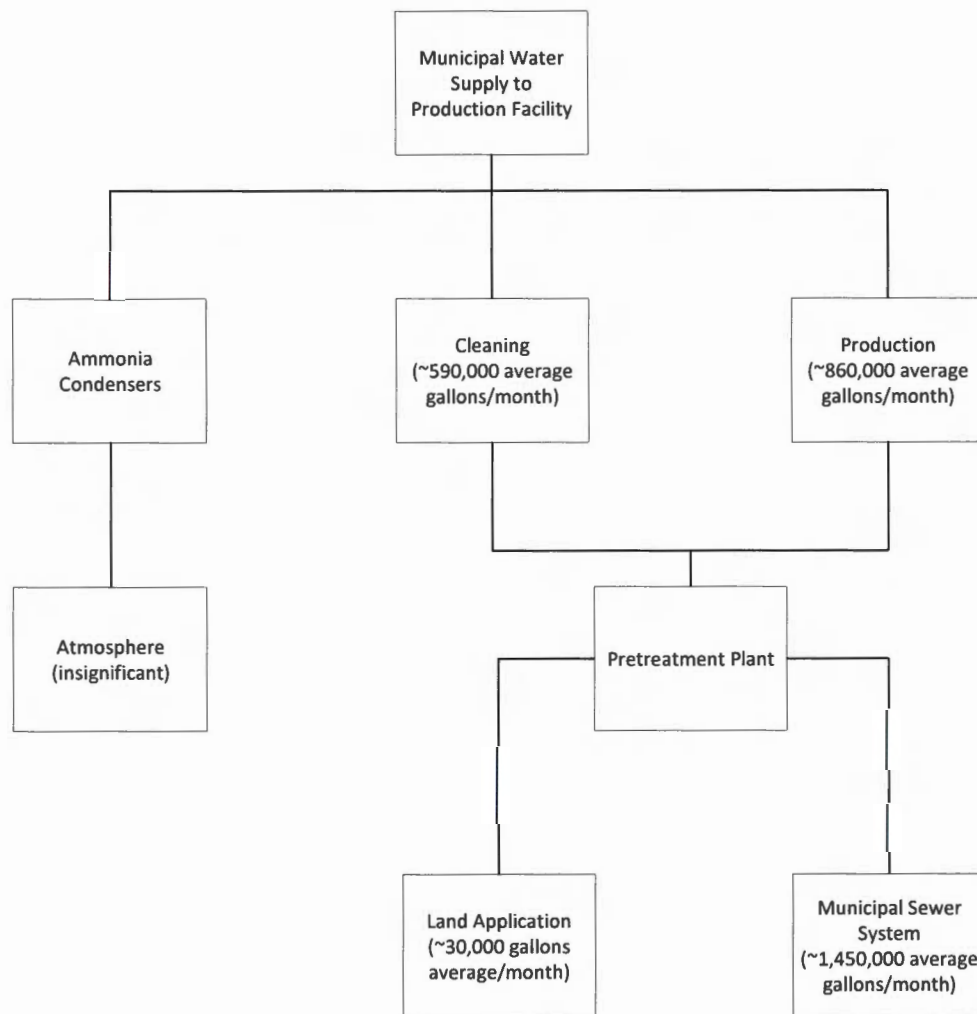 Municipal Water
Supply to
Production Facility
Ammonia
Condensers
Cleaning
(~590,000 average
gallons/month)
Production
(~860,000 average
gallons/month)
Atmosphere
(insignificant)
Pretreatment Plant
Land Application
(~30,000 gallons
average/month)
Municipal Sewer
System
(~1,450,000 average
gallons/month)